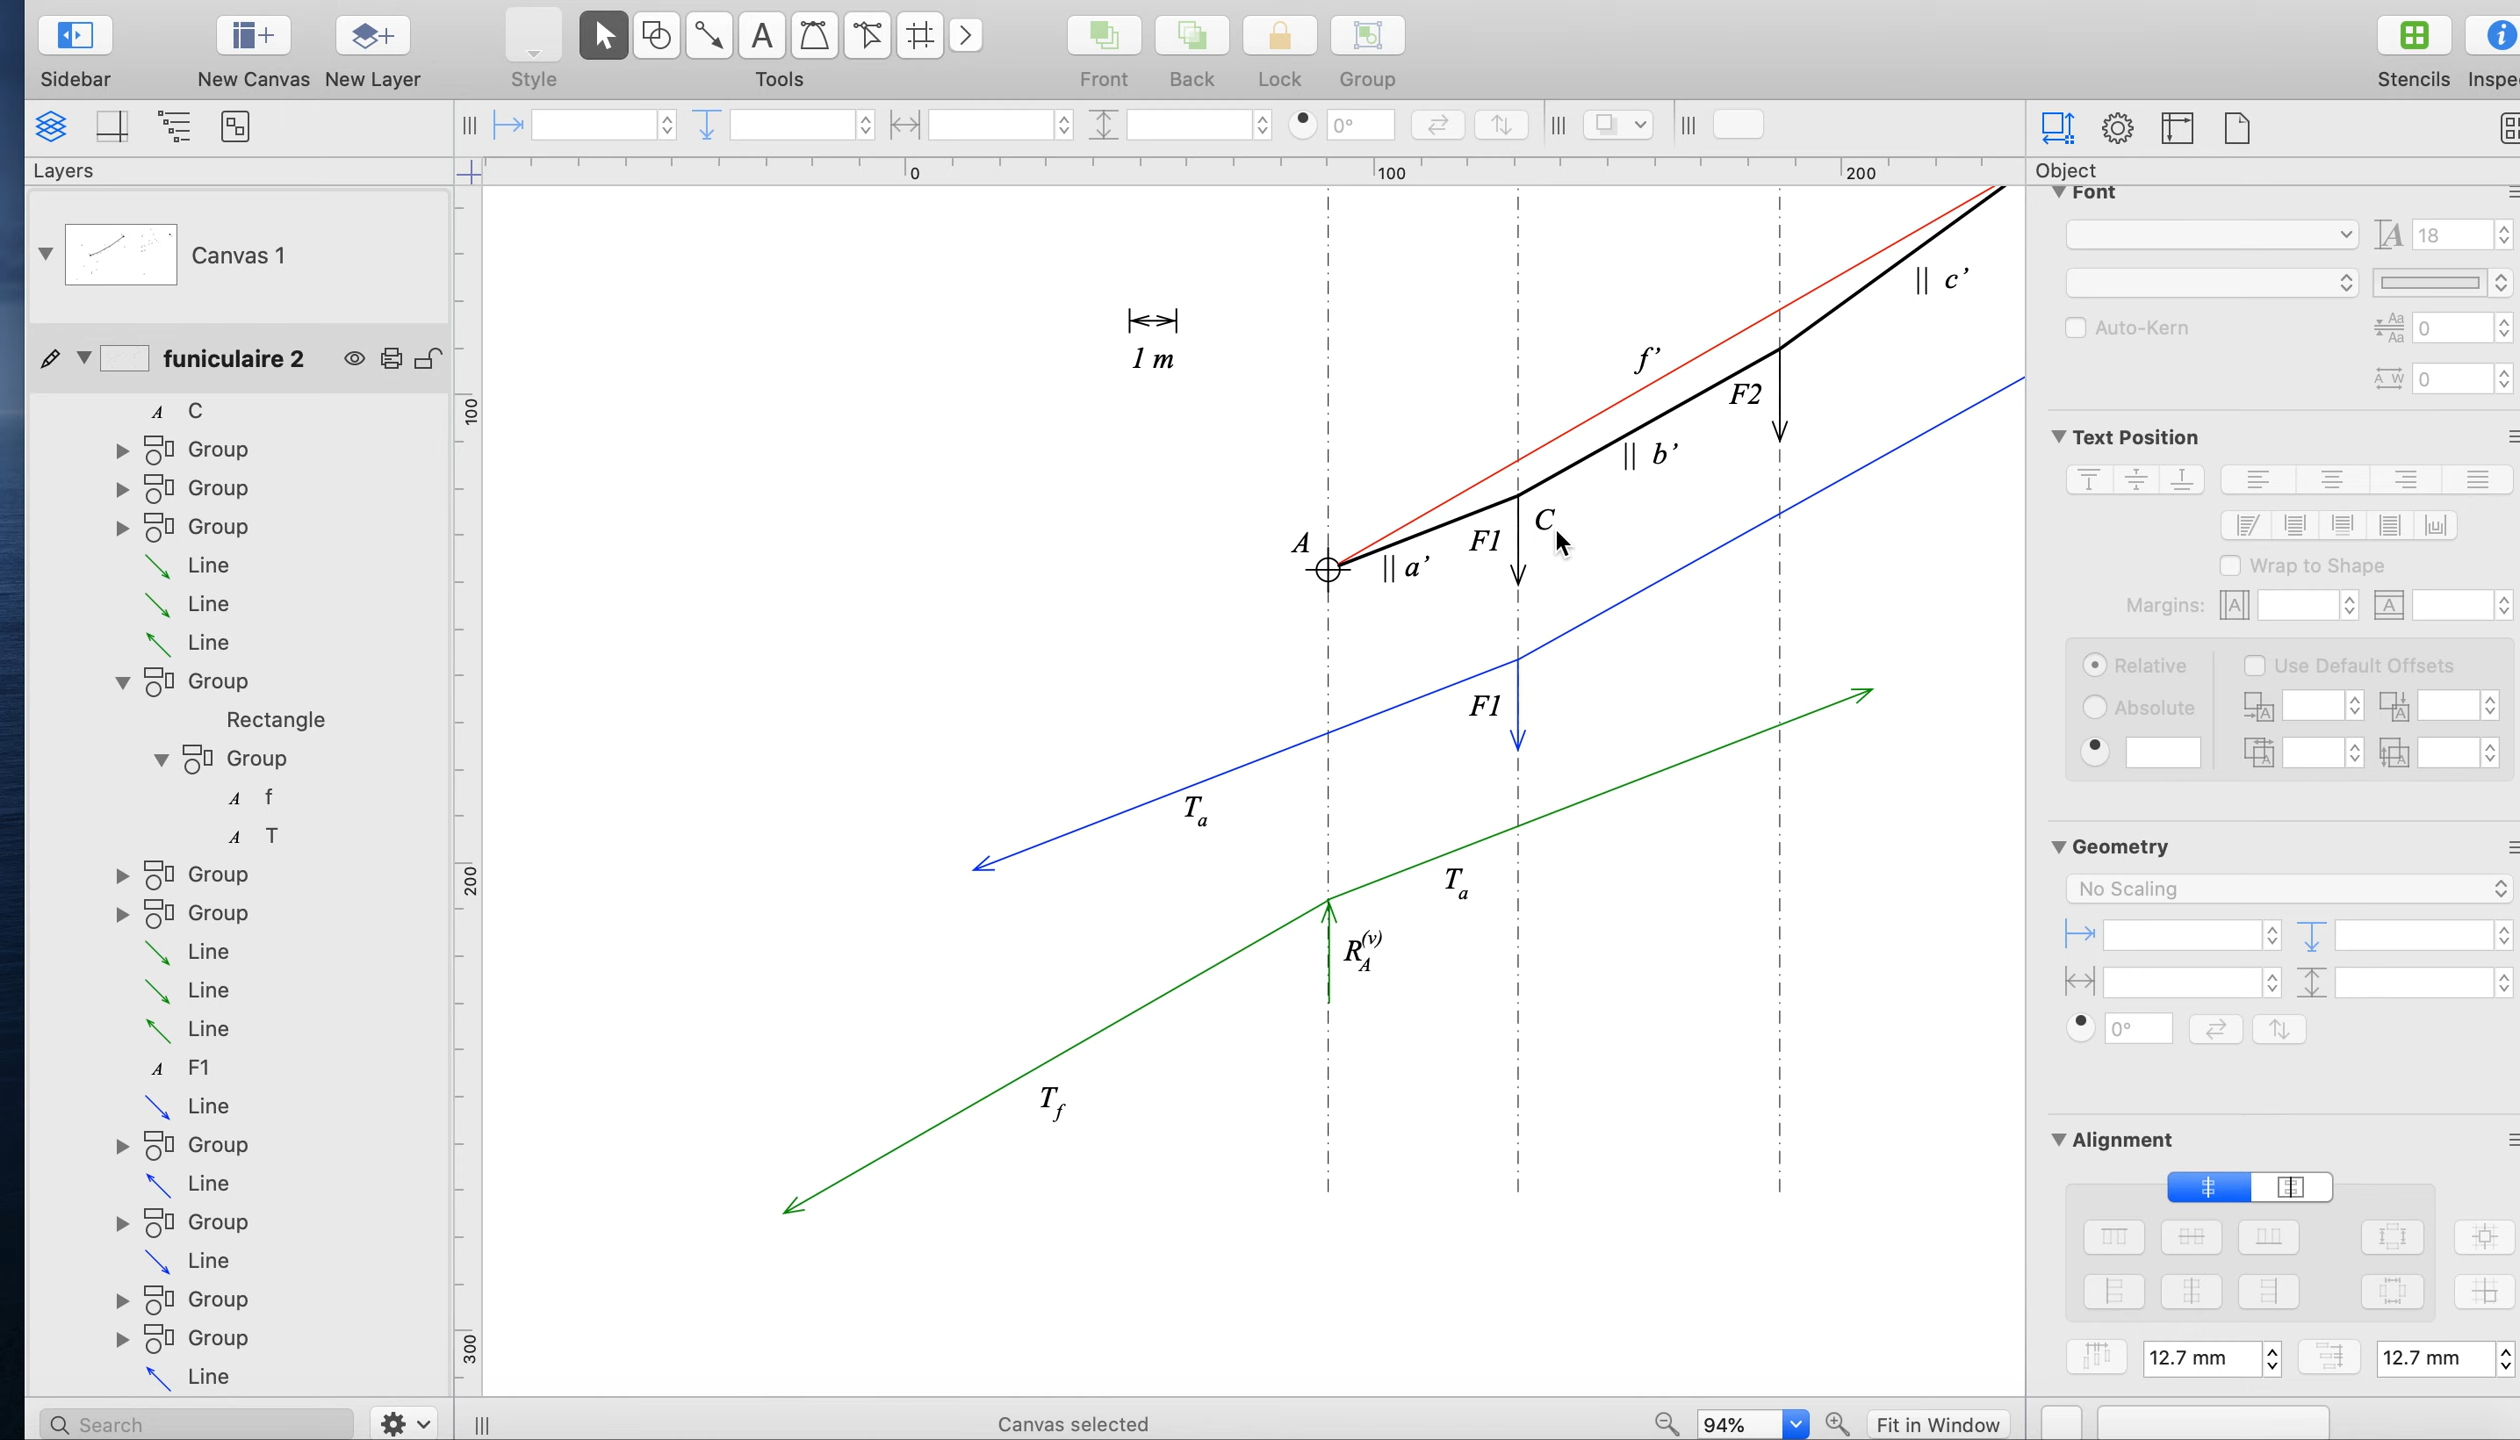 Sidebar
New Canvas
New Layer
Style
Tools
Front
Back
Lock
Group
Stencils
0°
Layers
0
100
200
Object
Canvas 1
funiculaire 2
C
Group
Group
Group
Line
Line
Line
Group
Rectangle
Group
f
T
Group
Group
Line
Line
Line
F1
Line
Group
Line
Group
Line
Group
Group
Line
Search
100
200
300
1 m
f’
|| c’
F2
|| b’
A
C
F1
|| a’
F1
Ta
Ta
RA(v)
Tf
Canvas selected
94%
Fit in Window
Font
18
Auto-Kern
0
0
Text Position
Wrap to Shape
Margins:
Relative
Use Default Offsets
Absolute
Geometry
No Scaling
0°
Alignment
12.7 mm
12.7 mm